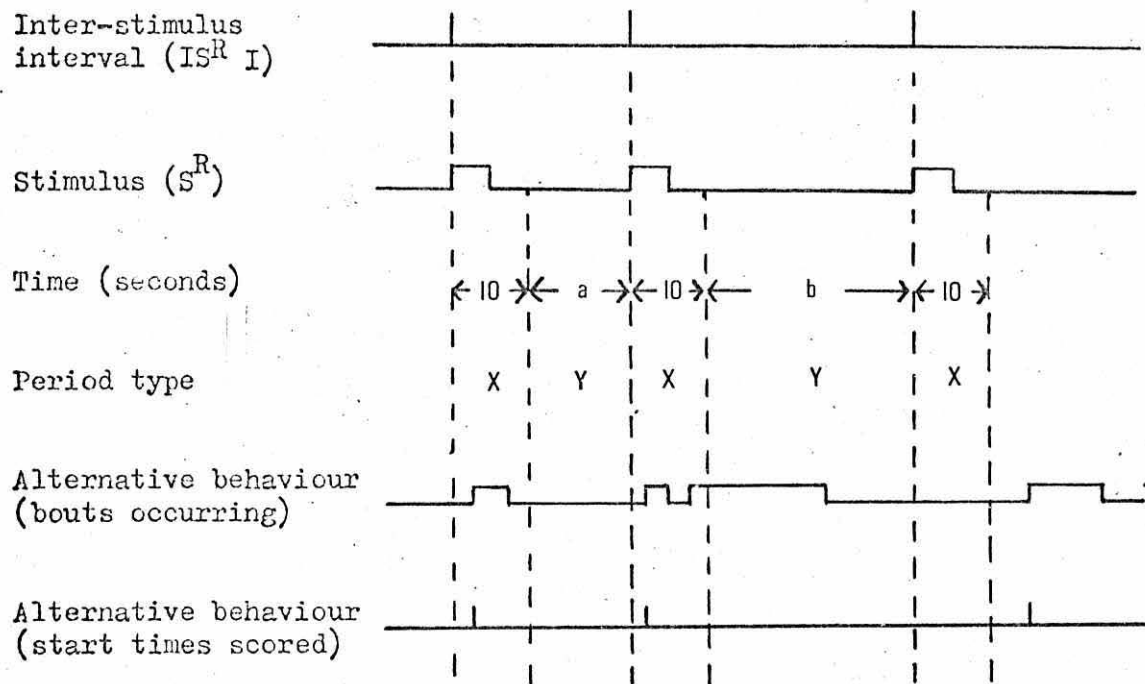 Inter-stimulus
interval (IS^R I)
Stimulus (S^R)
Time (seconds)
10 a 10 b 10
Period type
X Y X Y X
Alternative behaviour
(bouts occurring)
Alternative behaviour
(start times scored)